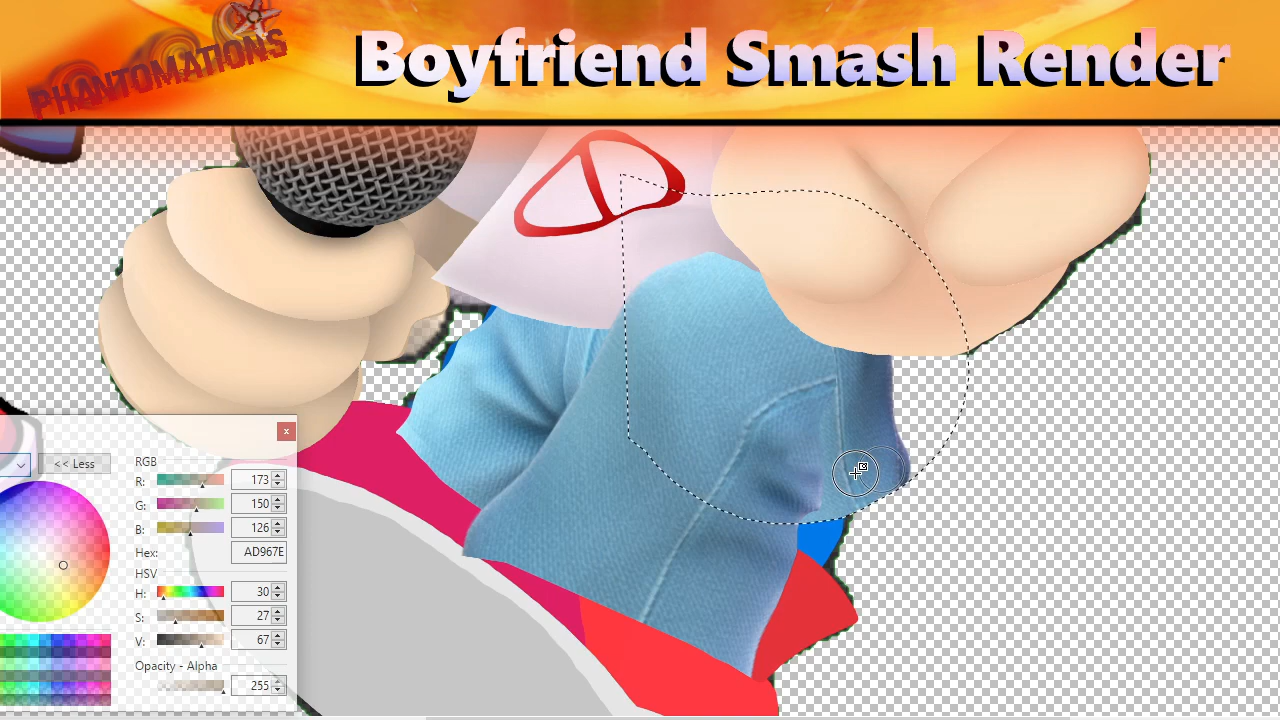 PHANTOMATIONS
Boyfriend Smash Render
x
<< Less
RGB
R: 173
G: 150
B: 126
Hex: AD967E
HSV
H: 30
S: 27
V: 67
Opacity - Alpha
255